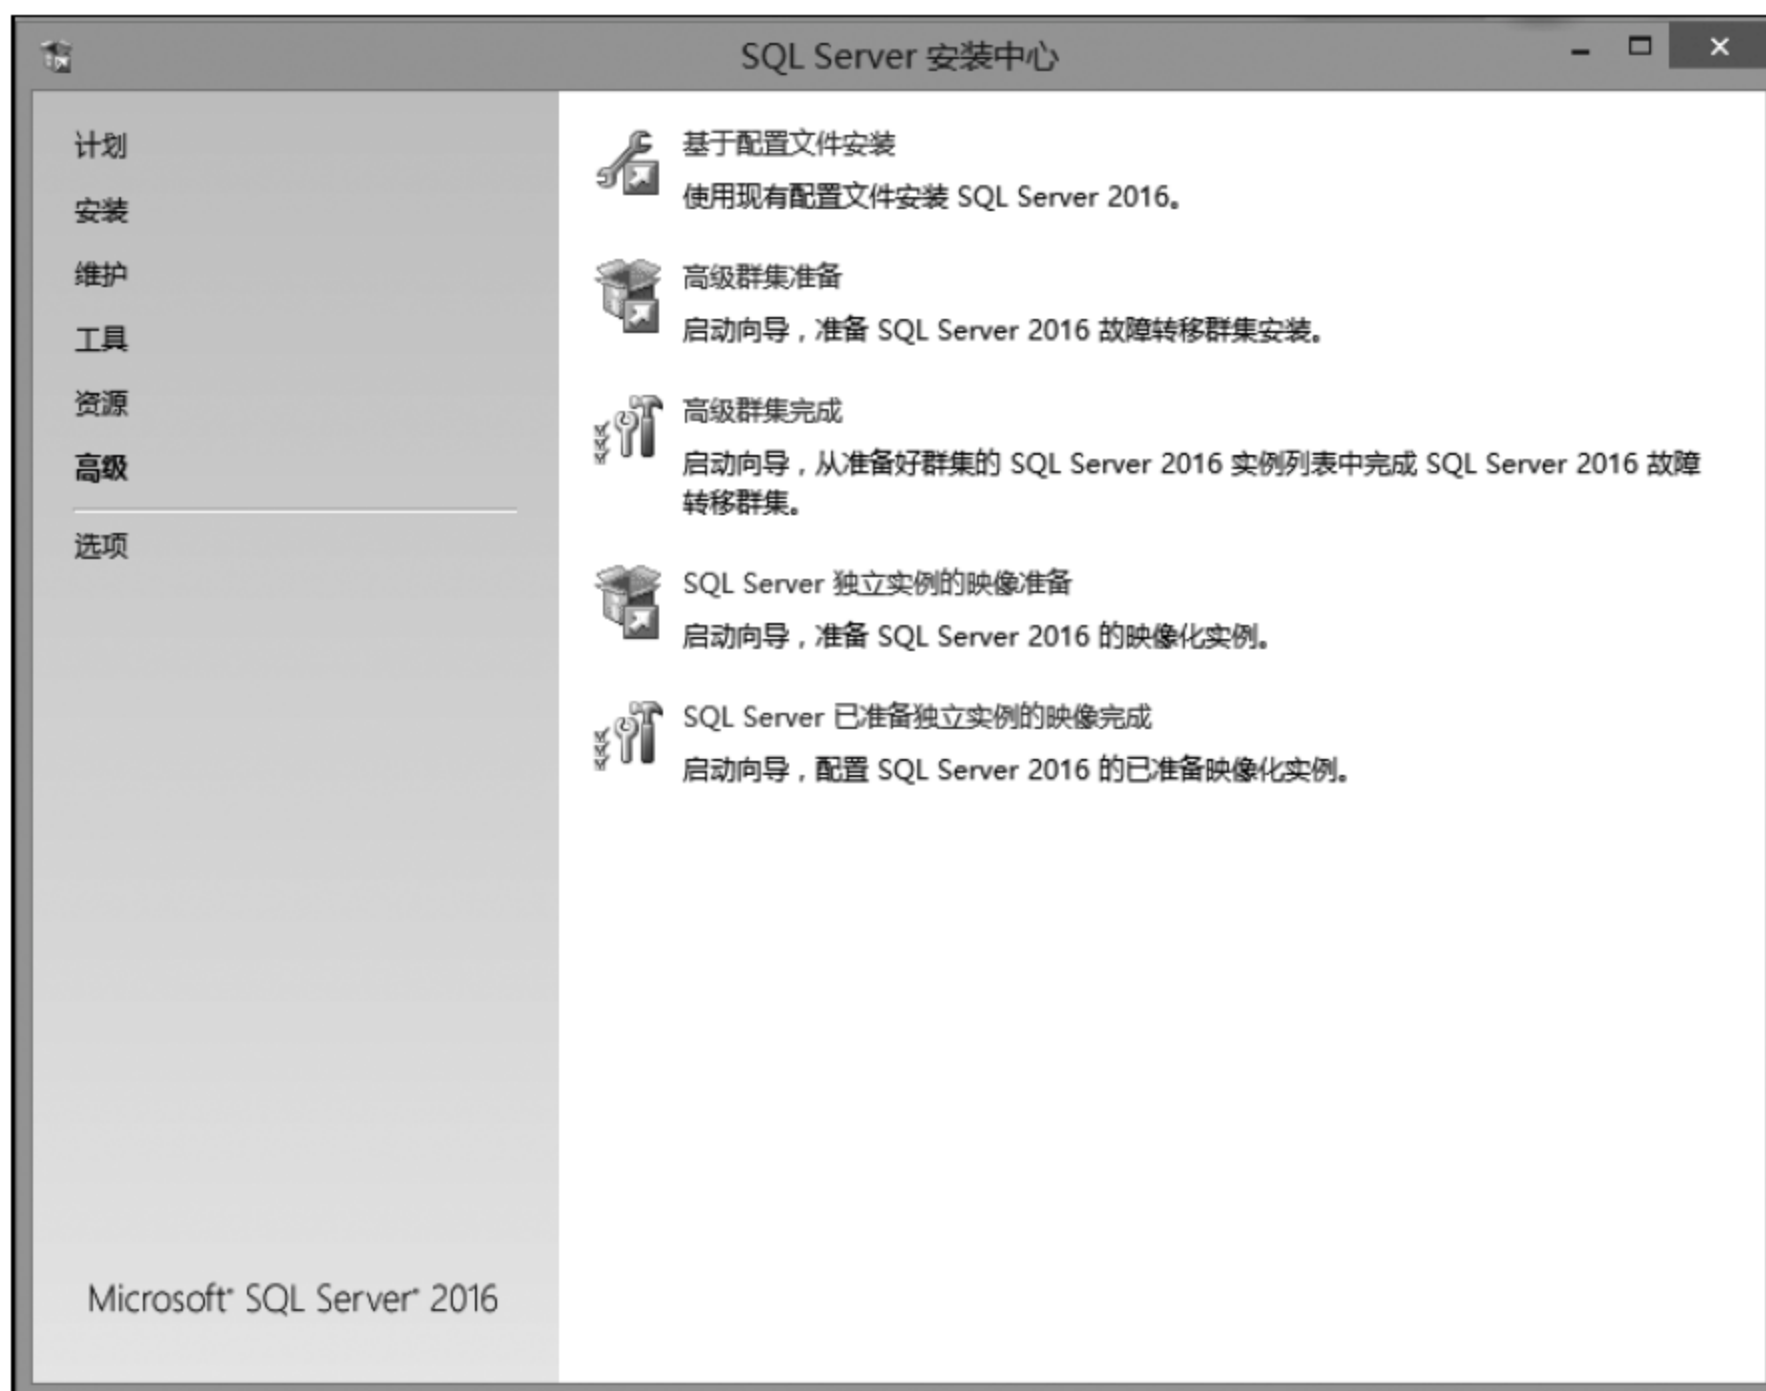 SQL Server 安装中心
计划
安装
维护
工具
资源
高级
选项
基于配置文件安装
使用现有配置文件安装 SQL Server 2016。
高级群集准备
启动向导，准备 SQL Server 2016 故障转移群集安装。
高级群集完成
启动向导，从准备好群集的 SQL Server 2016 实例列表中完成 SQL Server 2016 故障
转移群集。
SQL Server 独立实例的映像准备
启动向导，准备 SQL Server 2016 的映像化实例。
SQL Server 已准备独立实例的映像完成
启动向导，配置 SQL Server 2016 的已准备映像化实例。
Microsoft® SQL Server® 2016